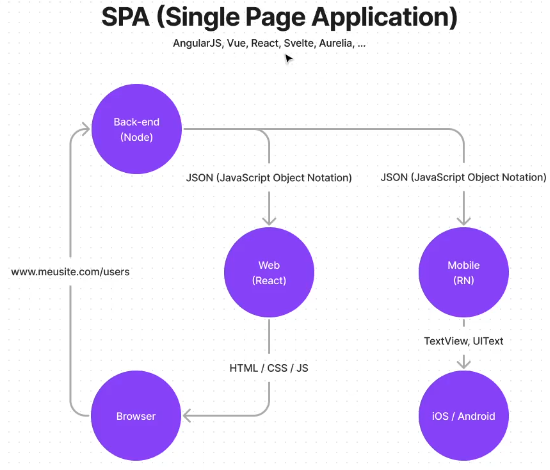 SPA (Single Page Application)
AngularJS, Vue, React, Svelte, Aurelia, ...
Back-end
(Node)
JSON (JavaScript Object Notation)
JSON (JavaScript Object Notation)
Web
(React)
Mobile
(RN)
www.meusite.com/users
TextView, UIText
HTML / CSS / JS
Browser
iOS / Android